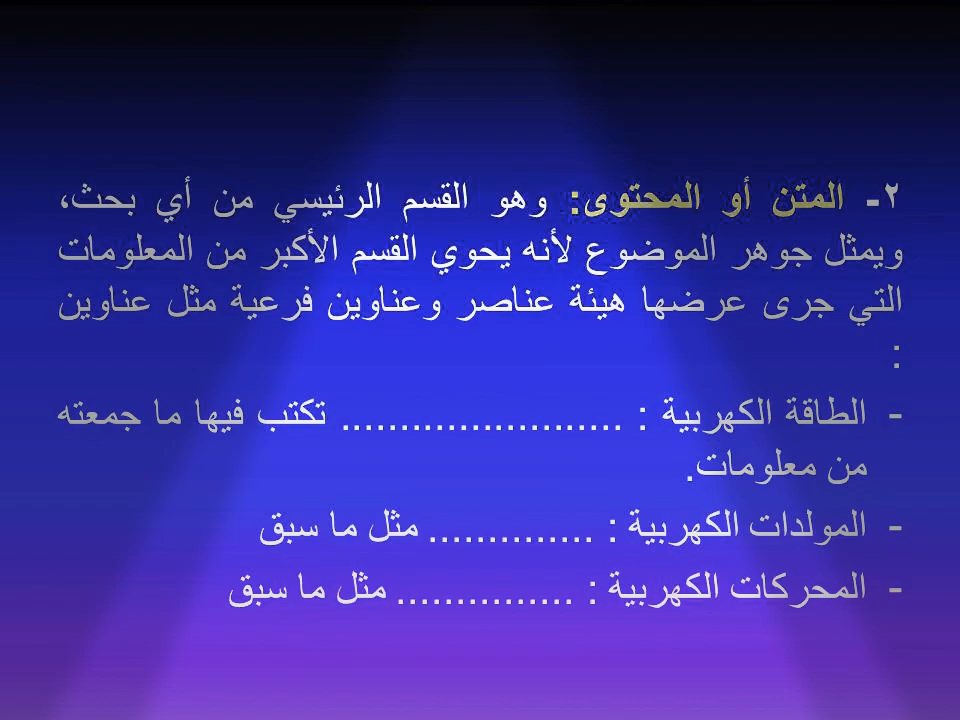 ٢- المتن أو المحتوى: وهو القسم الرئيسي من أي بحث،
ويمثل جوهر الموضوع لأنه يحوي القسم الأكبر من المعلومات
التي جرى عرضها هيئة عناصر وعناوين فرعية مثل عناوين
:
- الطاقة الكهربية : ........................ تكتب فيها ما جمعته
من معلومات.
- المولدات الكهربية : .............. مثل ما سبق
- المحركات الكهربية : ............... مثل ما سبق